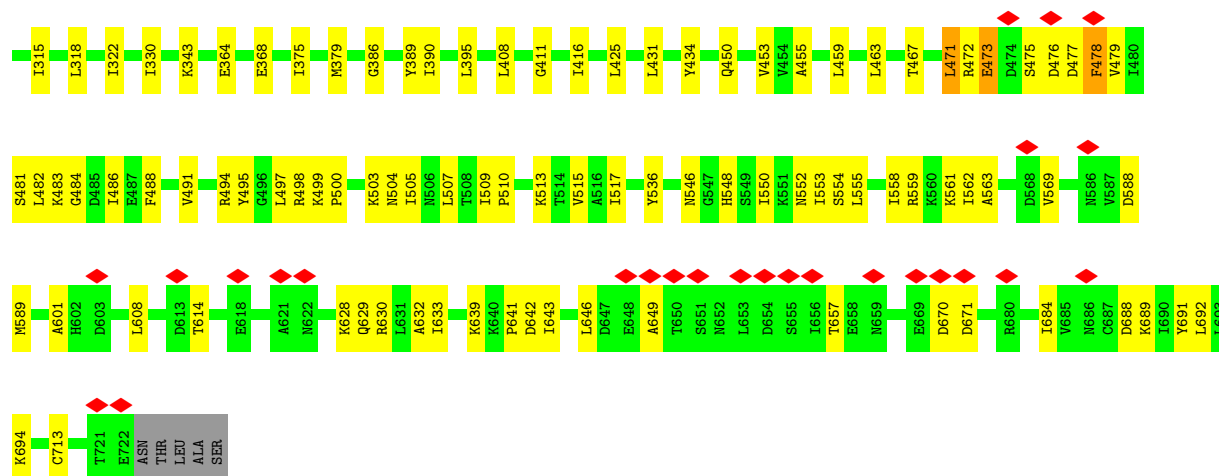 I315 L318 I322 I330 K343 E364 E368 I375 M379 G386 Y389 I390 L395 L408 G411 I416 L425 L431 Y434 Q450 V453 V454 A455 L459 L463 T467 L471 R472 E473 D474 S475 D476 D477 F478 V479 I480
S481 L482 K483 G484 D485 I486 E487 F488 V491 R494 Y495 G496 L497 R498 K499 P500 K503 N504 I505 N506 L507 T508 I509 P510 K513 T514 V515 A516 I517 Y536 N546 G547 H548 S549 I550 K551 N552 I553 S554 L555 I558 R559 K560 K561 I562 A563 D568 V569 N586 V587 D588
M589 A601 H602 D603 L608 D613 T614 E618 A621 N622 K628 Q629 R630 L631 A632 I633 K639 K640 P641 D642 I643 L646 D647 E648 A649 T650 S651 N652 L653 D654 S655 I656 T657 E658 N659 E669 D670 D671 R680 I684 V685 N686 C687 D688 K689 I690 Y691 L692 L693
K694 C713 T721 E722 ASN THR LEU ALA SER